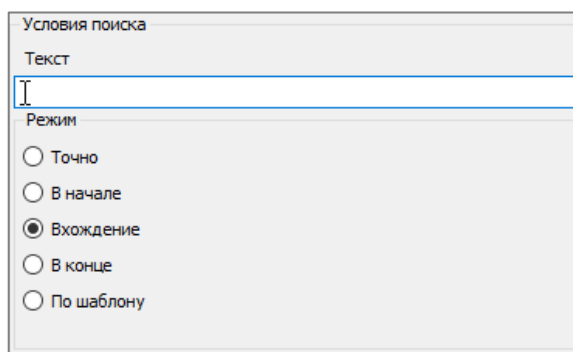 Условия поиска
Текст
Режим
Точно
В начале
Вхождение
В конце
По шаблону